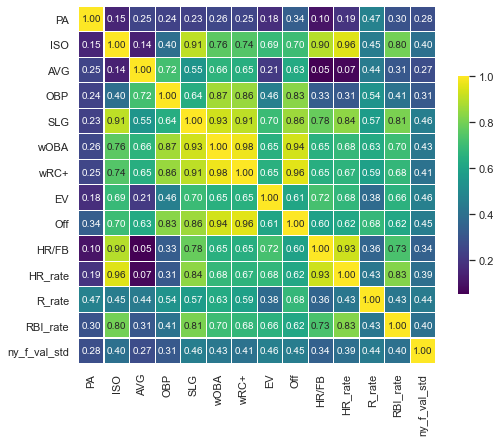 PA 1.00 0.15 0.25 0.24 0.23 0.26 0.25 0.18 0.34 0.10 0.19 0.47 0.30 0.28
ISO 0.15 1.00 0.14 0.40 0.91 0.76 0.74 0.69 0.70 0.90 0.96 0.45 0.80 0.40
AVG 0.25 0.14 1.00 0.72 0.55 0.66 0.65 0.21 0.63 0.05 0.07 0.44 0.31 0.27
OBP 0.24 0.40 0.72 1.00 0.64 0.87 0.86 0.46 0.83 0.33 0.31 0.54 0.41 0.31
SLG 0.23 0.91 0.55 0.64 1.00 0.93 0.91 0.70 0.86 0.78 0.84 0.57 0.81 0.46
wOBA 0.26 0.76 0.66 0.87 0.93 1.00 0.98 0.65 0.94 0.65 0.68 0.63 0.70 0.43
wRC+ 0.25 0.74 0.65 0.86 0.91 0.98 1.00 0.65 0.96 0.65 0.67 0.59 0.68 0.41
EV 0.18 0.69 0.21 0.46 0.70 0.65 0.65 1.00 0.61 0.72 0.68 0.38 0.66 0.46
Off 0.34 0.70 0.63 0.83 0.86 0.94 0.96 0.61 1.00 0.60 0.62 0.68 0.62 0.45
HR/FB 0.10 0.90 0.05 0.33 0.78 0.65 0.65 0.72 0.60 1.00 0.93 0.36 0.73 0.34
HR_rate 0.19 0.96 0.07 0.31 0.84 0.68 0.67 0.68 0.62 0.93 1.00 0.43 0.83 0.39
R_rate 0.47 0.45 0.44 0.54 0.57 0.63 0.59 0.38 0.68 0.36 0.43 1.00 0.43 0.44
RBI_rate 0.30 0.80 0.31 0.41 0.81 0.70 0.68 0.66 0.62 0.73 0.83 0.43 1.00 0.40
ny_f_val_std 0.28 0.40 0.27 0.31 0.46 0.43 0.41 0.46 0.45 0.34 0.39 0.44 0.40 1.00
PA ISO AVG OBP SLG wOBA wRC+ EV Off HR/FB HR_rate R_rate RBI_rate ny_f_val_std
1.0
0.8
0.6
0.4
0.2